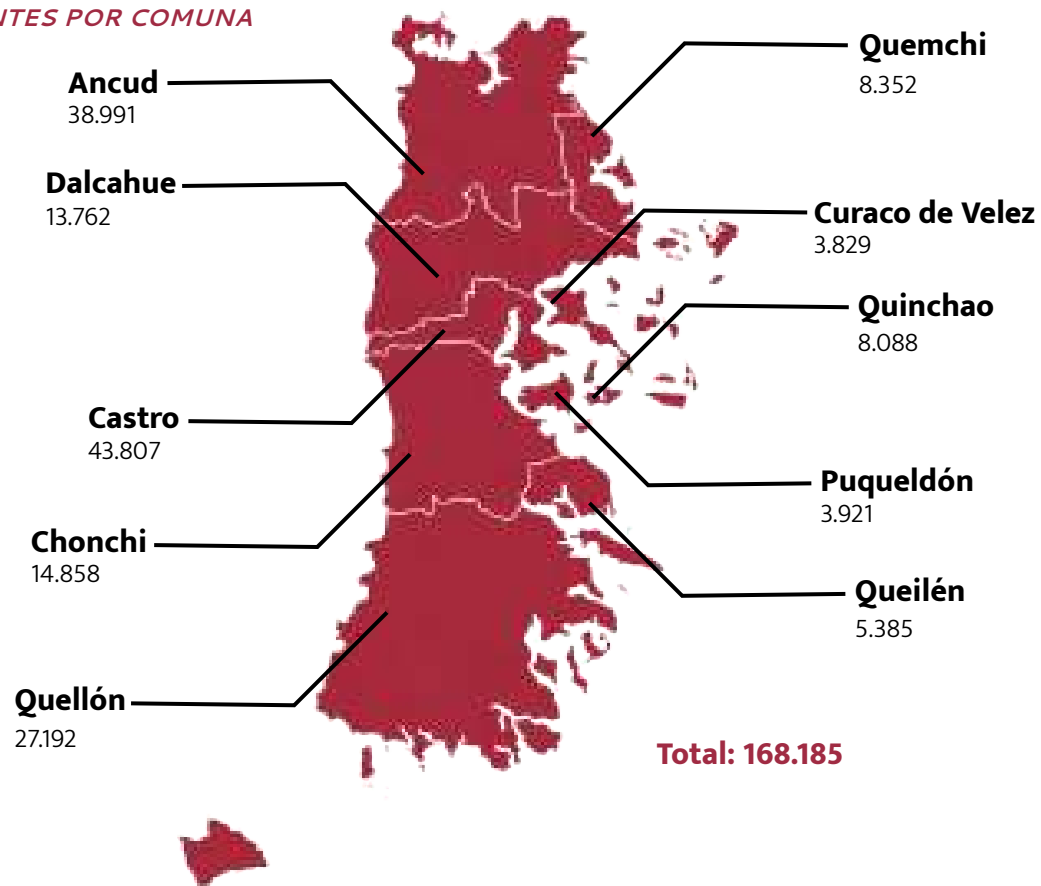 POR COMUNA
Ancud
38.991
Dalcahue
13.762
Castro
43.807
Chonchi
14.858
Quellón
27.192
Quemchi
8.352
Curaco de Velez
3.829
Quinchao
8.088
Puqueldón
3.921
Queilén
5.385
Total: 168.185